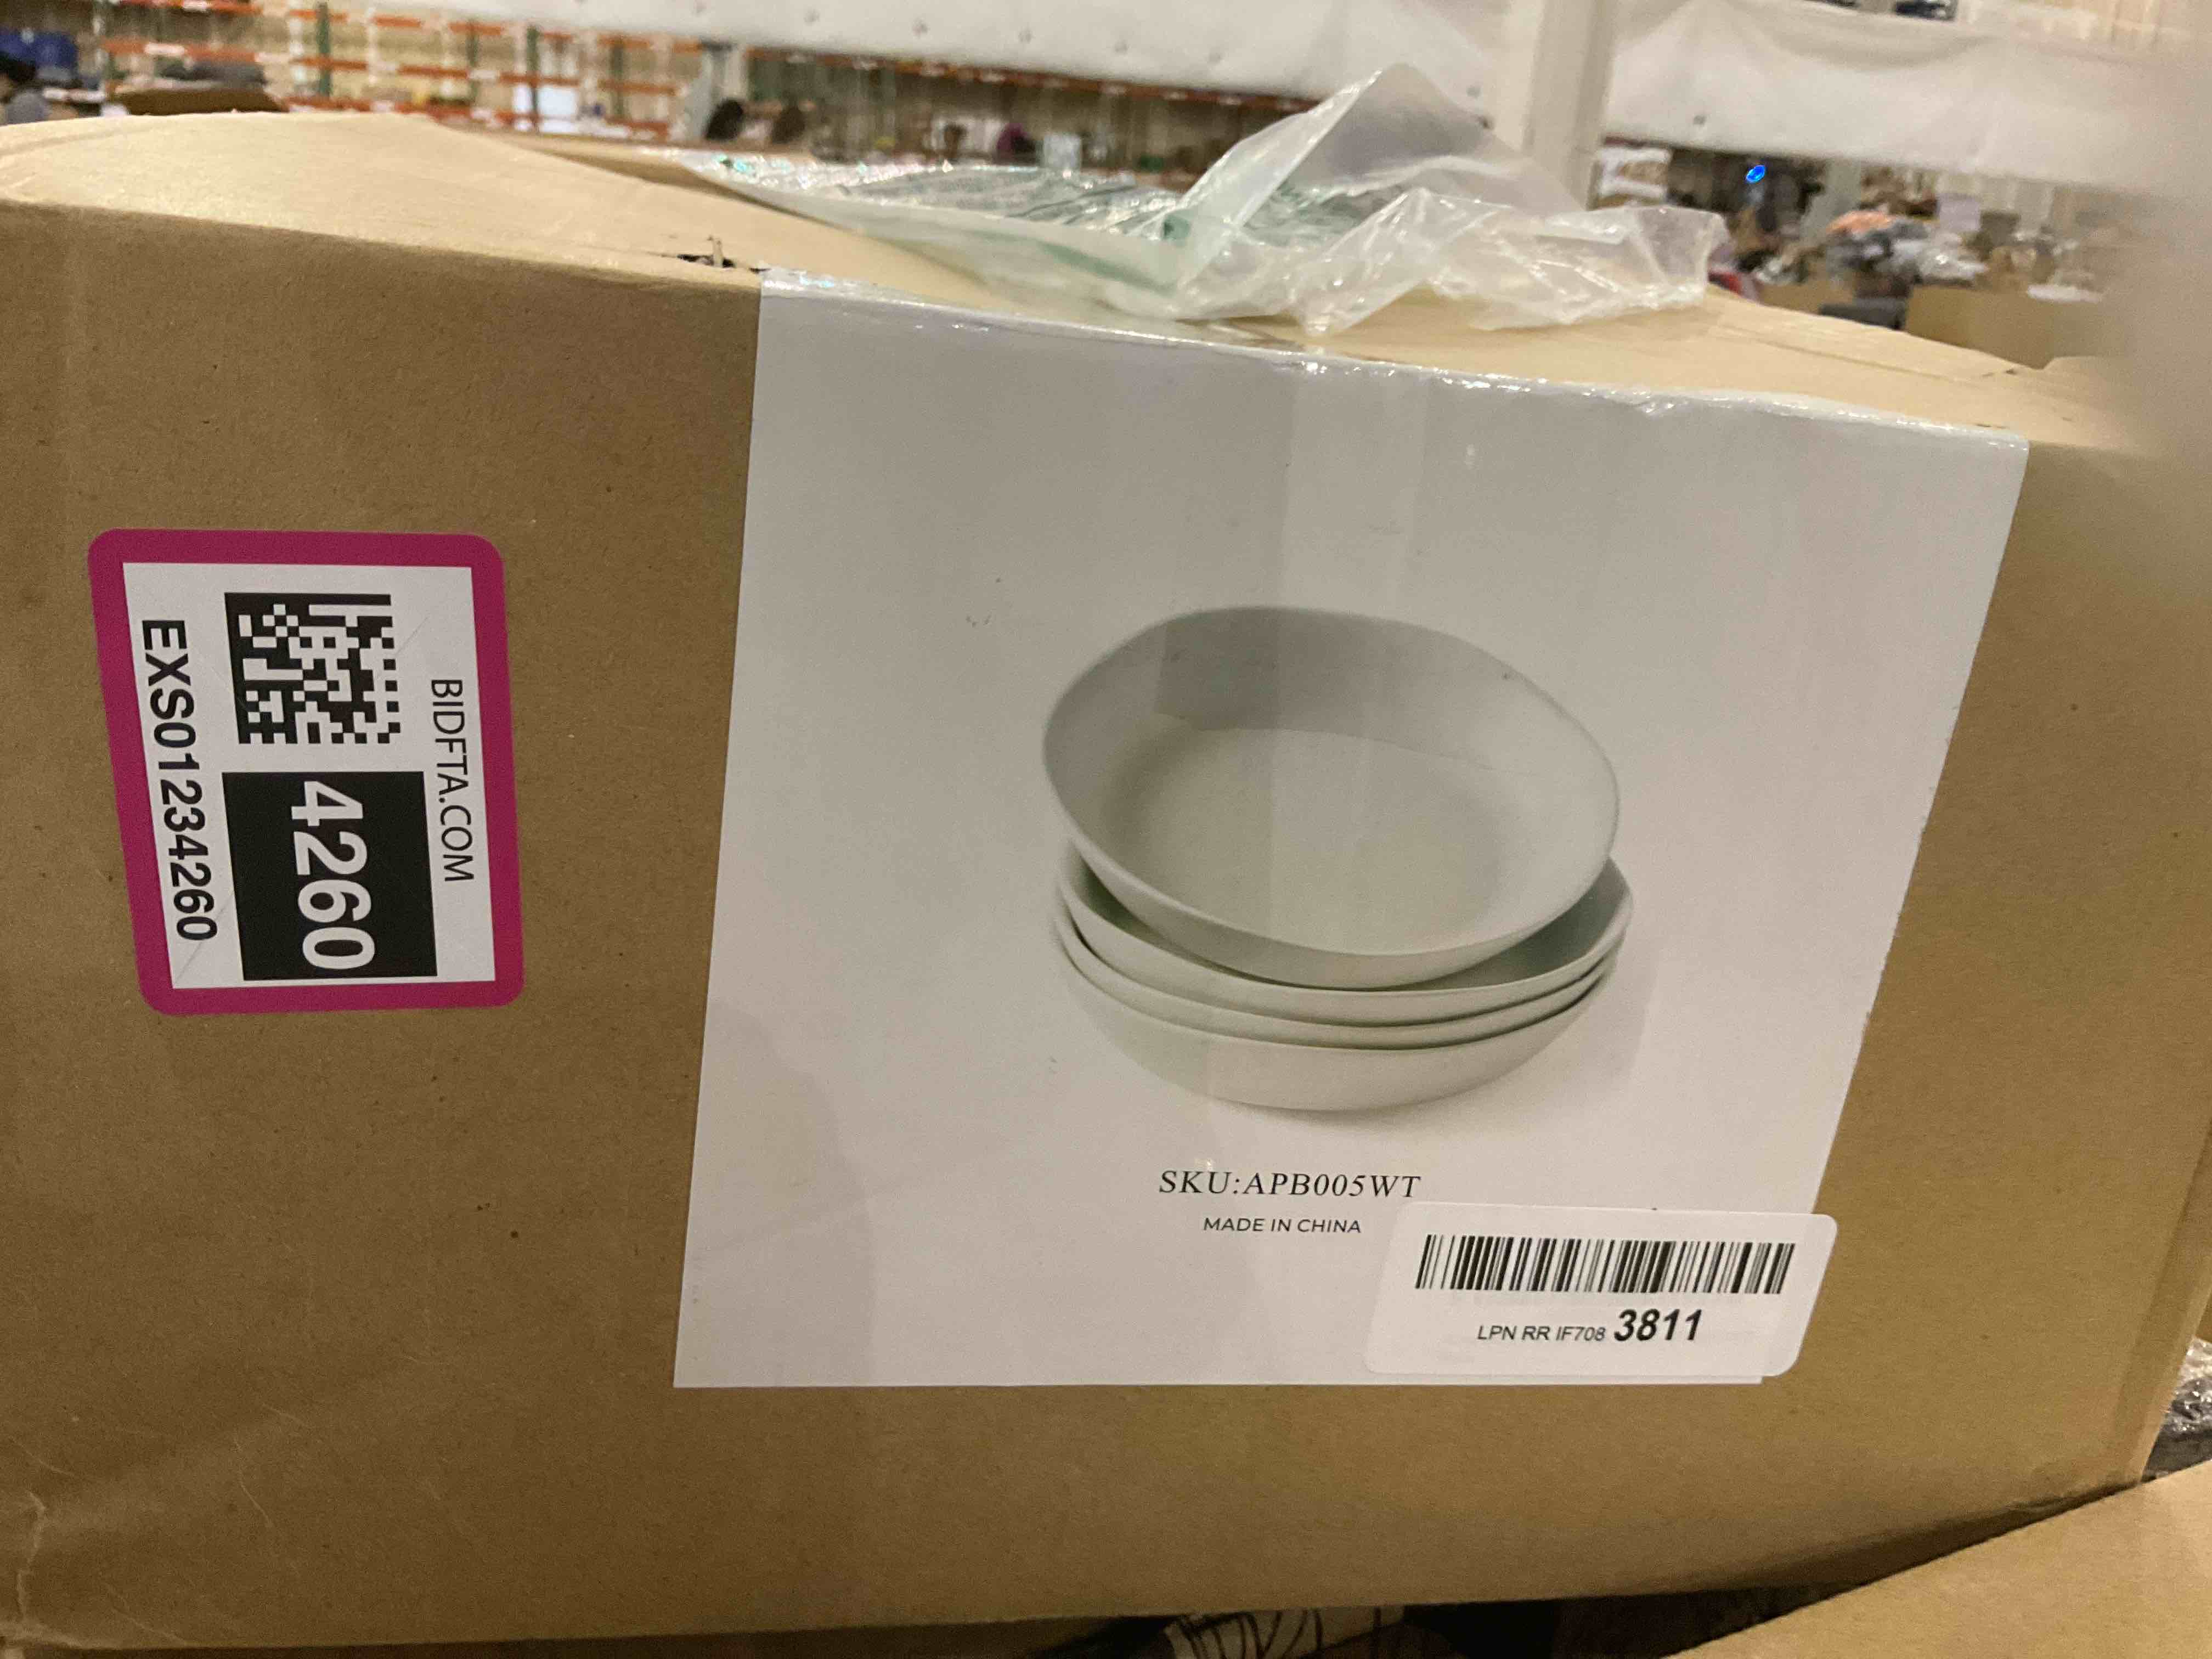 BIDFTA.COM
4260
EXS01234260
SKU:APB005WT
MADE IN CHINA
LPN RR IF708 3811